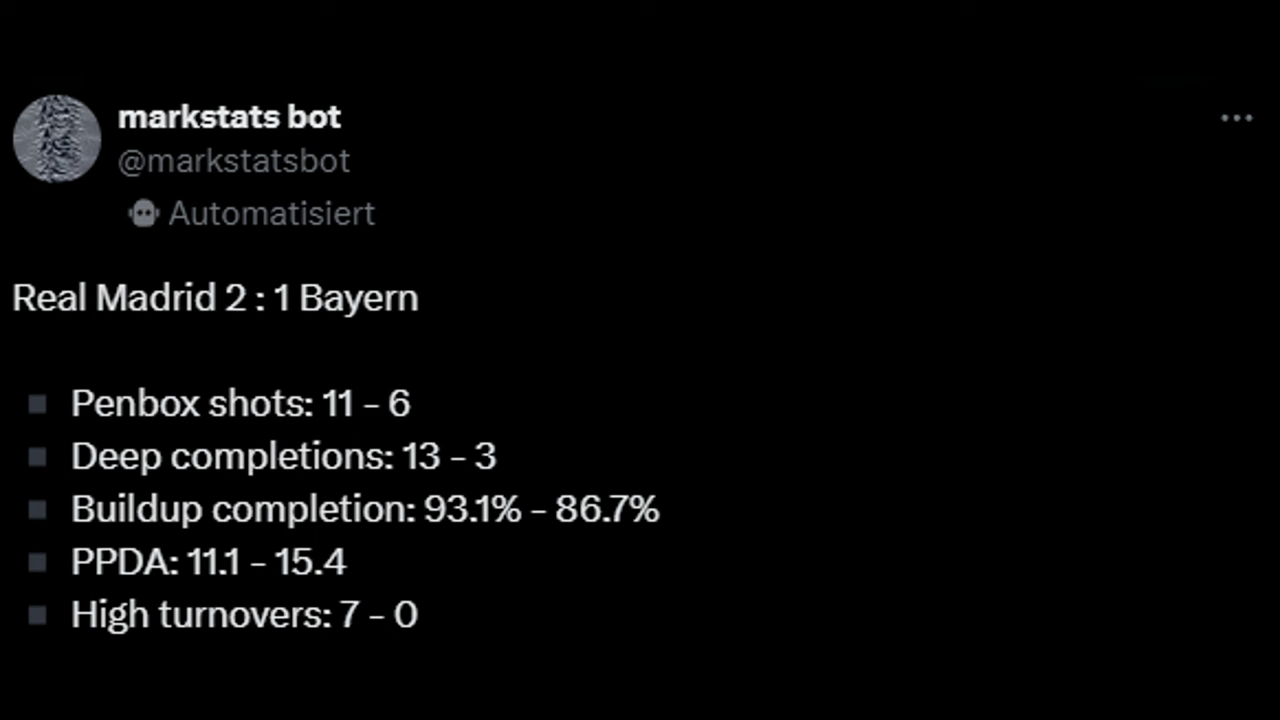 markstats bot
@markstatsbot
Automatisiert
Real Madrid 2 : 1 Bayern
Penbox shots: 11 - 6
Deep completions: 13 - 3
Buildup completion: 93.1% - 86.7%
PPDA: 11.1 - 15.4
High turnovers: 7 - 0